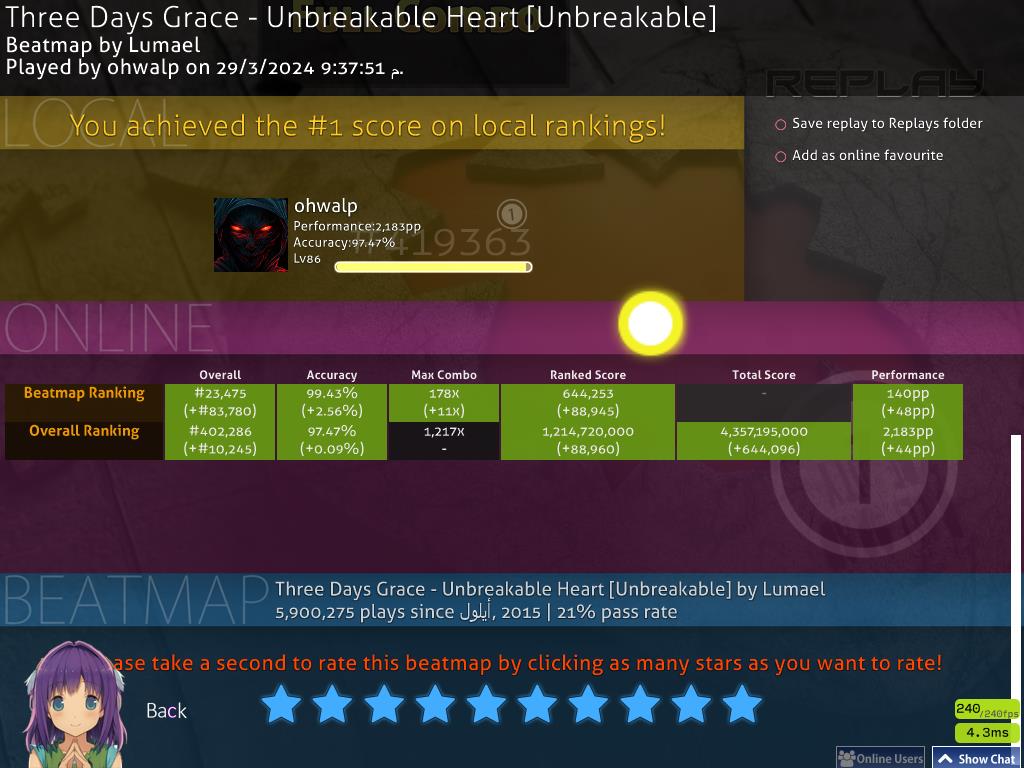 Three Days Grace - Unbreakable Heart [Unbreakable]
Full Combo
Beatmap by Lumael
Played by ohwalp on 29/3/2024 9:37:51 م.
REPLAY
LOCAL
You achieved the #1 score on local rankings!
Save replay to Replays folder
Add as online favourite
ohwalp
1
Performance:2,183pp
#419363
Accuracy:97.47%
Lv86
ONLINE
Overall Accuracy Max Combo Ranked Score Total Score Performance
Beatmap Ranking #23,475 99.43% 178x 644,253 - 140pp
(+#83,780) (+2.56%) (+11x) (+88,945) (+48pp)
Overall Ranking #402,286 97.47% 1,217x 1,214,720,000 4,357,195,000 2,183pp
(+#10,245) (+0.09%) - (+88,960) (+644,096) (+44pp)
BEATMAP
Three Days Grace - Unbreakable Heart [Unbreakable] by Lumael
5,900,275 plays since أيلول, 2015 | 21% pass rate
ase take a second to rate this beatmap by clicking as many stars as you want to rate!
Back
240/240fps
4.3ms
Online Users
Show Chat